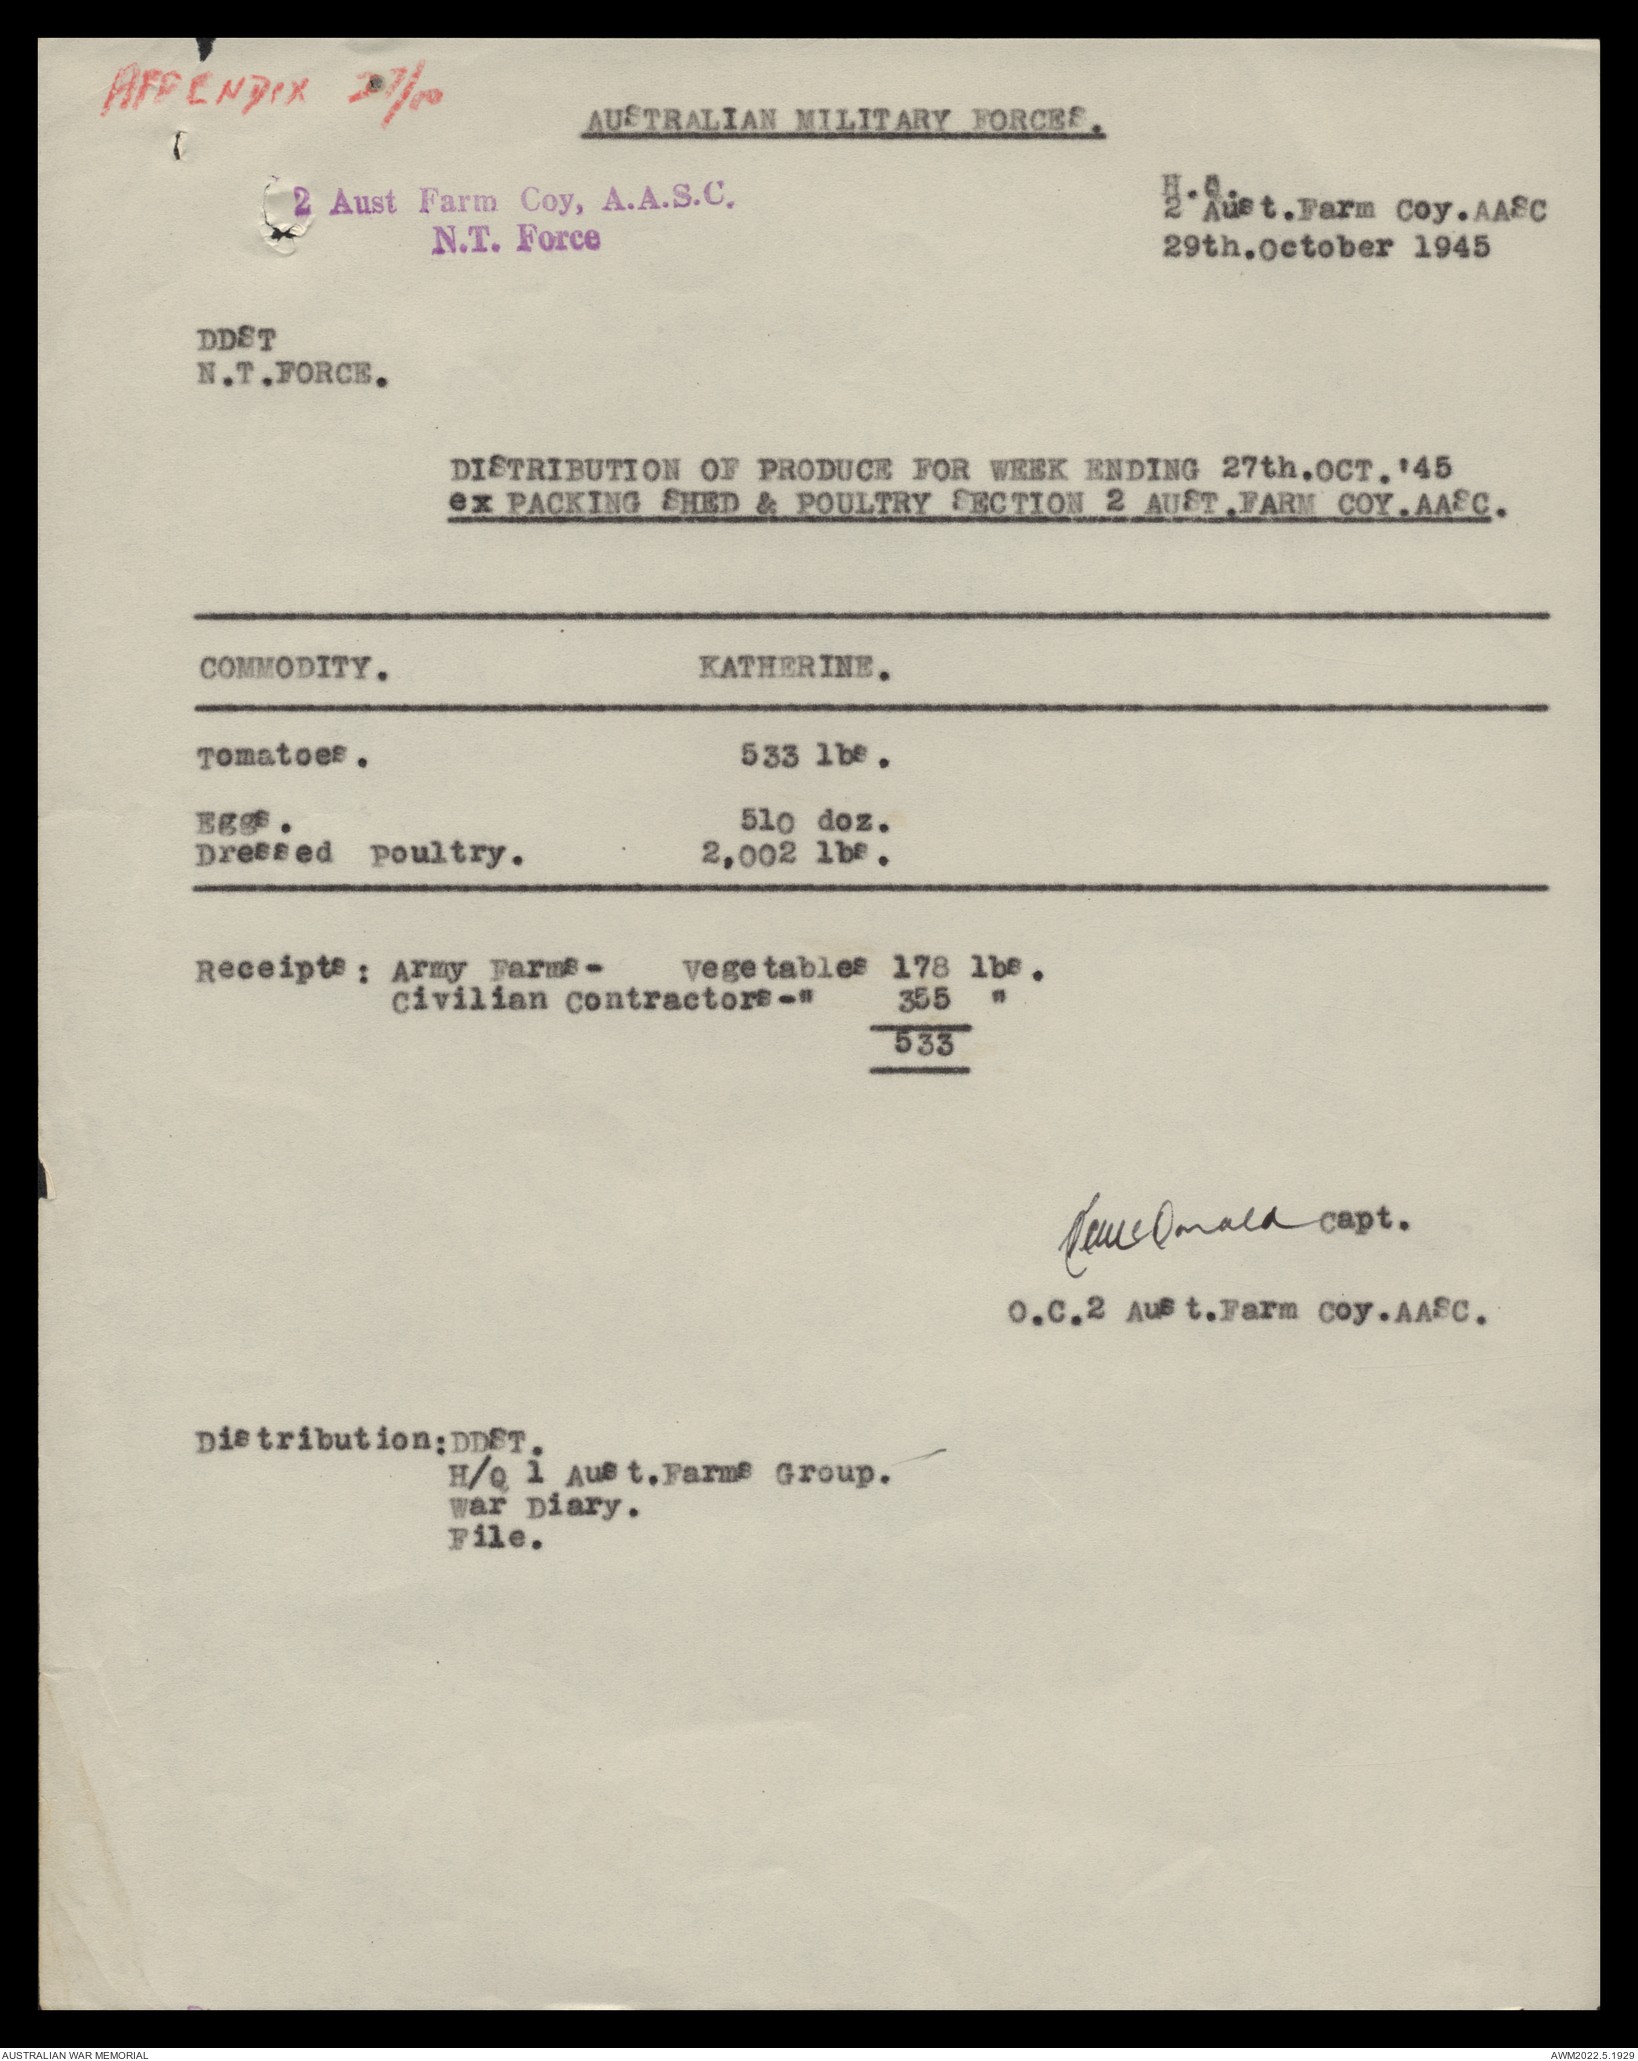 APPENDIX 27/10
AUSTRALIAN MILITARY FORCES.
2 Aust Farm Coy, A.A.S.C.
N.T. Force
H.Q.
2 Aust.Farm Coy.AASC
29th.October 1945
DDST
N.T.FORCE.
DISTRIBUTION OF PRODUCE FOR WEEK ENDING 27th.OCT.'45
ex PACKING SHED & POULTRY SECTION 2 AUST.FARM COY.AASC.
COMMODITY. KATHERINE.
Tomatoes. 533 lbs.
Eggs. 510 doz.
Dressed Poultry. 2,002 lbs.
Receipts: Army Farms- Vegetables 178 lbs.
Civilian Contractors-" 355 "
533
Capt.
O.C.2 Aust.Farm Coy.AASC.
Distribution:DDST.
H/Q 1 Aust.Farms Group.
War Diary.
File.
AUSTRALIAN WAR MEMORIAL
AWM2022.5.1929